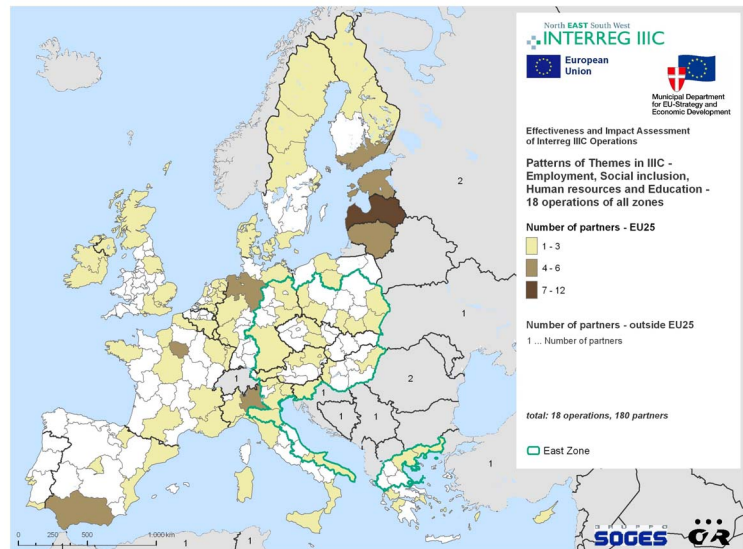 North EAST South West
INTERREG IIIC
European
Union
Municipal Department
for EU-Strategy and
Economic Development
Effectiveness and Impact Assessment
of Interreg IIIC Operations
Patterns of Themes in IIIC -
Employment, Social inclusion,
Human resources and Education -
18 operations of all zones
Number of partners - EU25
1 - 3
4 - 6
7 - 12
Number of partners - outside EU25
1 ... Number of partners
total: 18 operations, 180 partners
East Zone
2
1
2
1
1
1
1
1
1
1
0
250
500
1.000 km
GRUPPO
SOGES
ÖIR